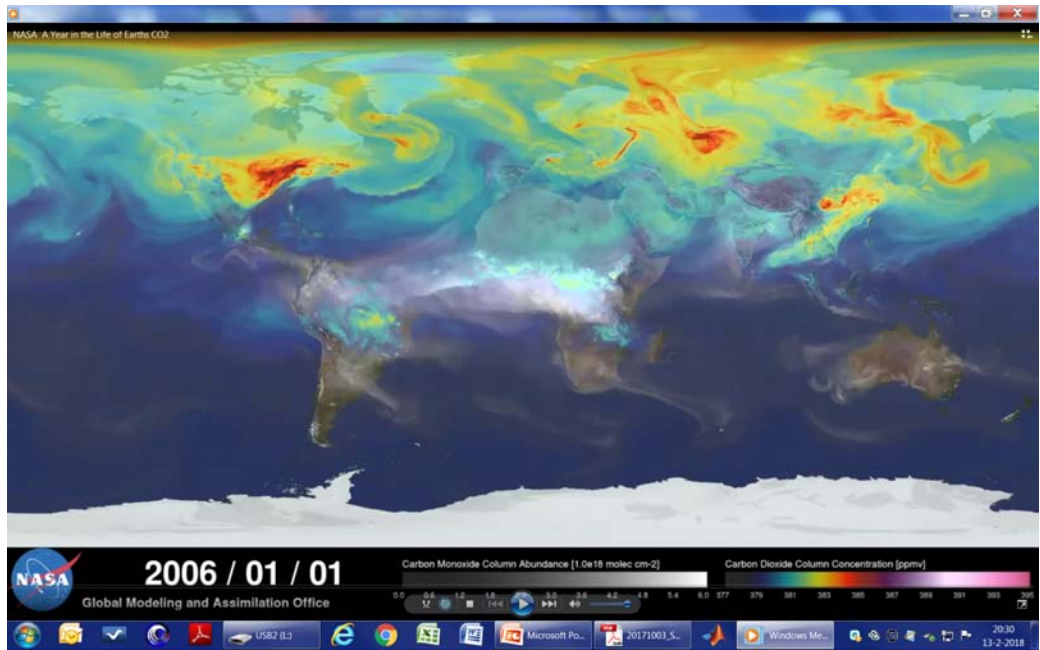 NASA A Year in the Life of Earths CO2
NASA
2006 / 01 / 01
Global Modeling and Assimilation Office
Carbon Monoxide Column Abundance [1.0e18 molec cm-2]
0.0 0.6 1.2 1.8 3.0 3.6 4.2 4.8 5.4 6.0
Carbon Dioxide Column Concentration [ppmv]
377 379 381 383 385 387 389 391 393 395
USB2 (L:)
Microsoft Po...
20171003_S...
Windows Me...
20:30
13-2-2018